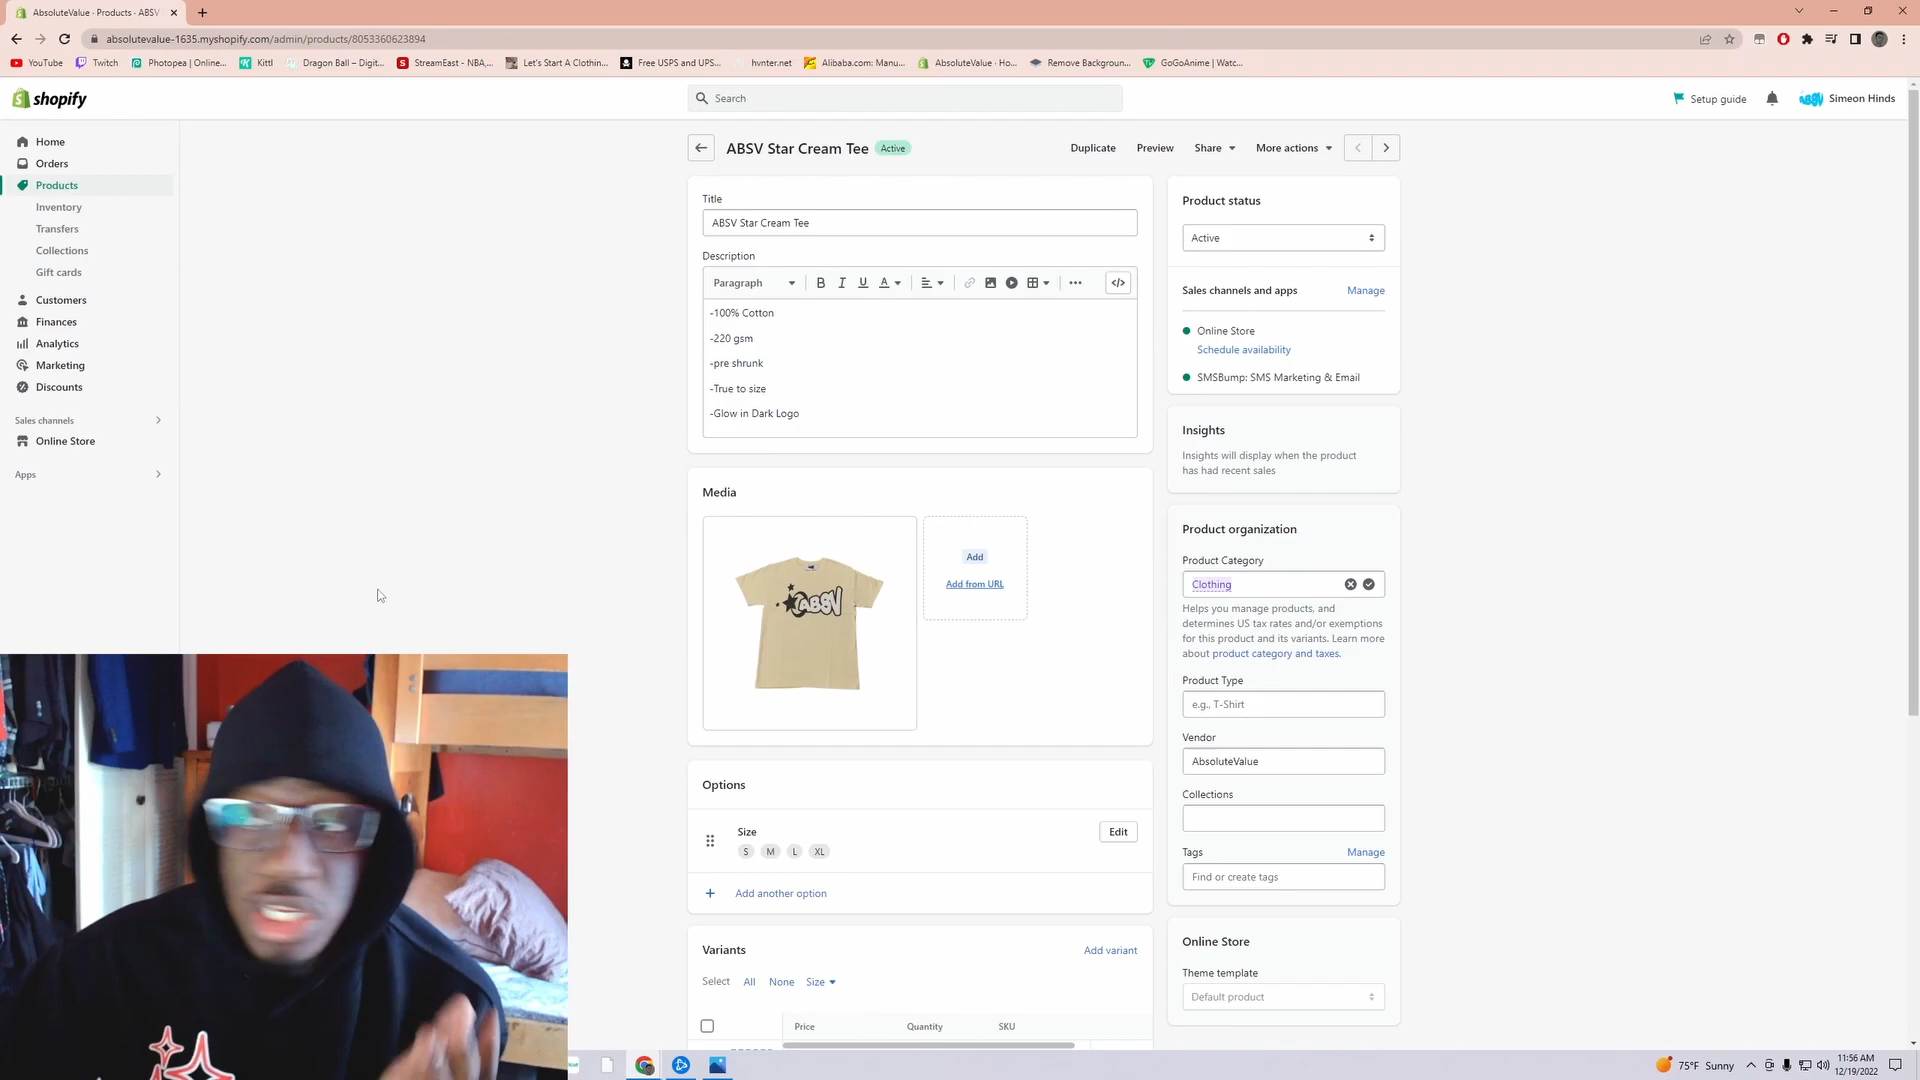 AbsoluteValue · Products · ABSV
absolutevalue-1635.myshopify.com/admin/products/8053360623894
YouTube Twitch Photopea | Online... Kittl Dragon Ball – Digit... StreamEast - NBA,... Let's Start A Clothin... Free USPS and UPS... hvnter.net Alibaba.com: Manu... AbsoluteValue · Ho... Remove Backgroun... GoGoAnime | Watc...
shopify
Search
Setup guide
Simeon Hinds
Home
Orders
Products
Inventory
Transfers
Collections
Gift cards
Customers
Finances
Analytics
Marketing
Discounts
Sales channels
Online Store
Apps
ABSV Star Cream Tee Active
Duplicate Preview Share More actions
Title
ABSV Star Cream Tee
Description
Paragraph B I U A
-100% Cotton
-220 gsm
-pre shrunk
-True to size
-Glow in Dark Logo
Media
ABSV
Add
Add from URL
Options
Size
S M L XL
Edit
Add another option
Variants
Add variant
Select All None Size
Price Quantity SKU
Product status
Active
Sales channels and apps Manage
Online Store
Schedule availability
SMSBump: SMS Marketing & Email
Insights
Insights will display when the product
has had recent sales
Product organization
Product Category
Clothing
Helps you manage products, and
determines US tax rates and/or exemptions
for this product and its variants. Learn more
about product category and taxes.
Product Type
e.g., T-Shirt
Vendor
AbsoluteValue
Collections
Tags Manage
Find or create tags
Online Store
Theme template
Default product
75°F Sunny
11:56 AM
12/19/2022